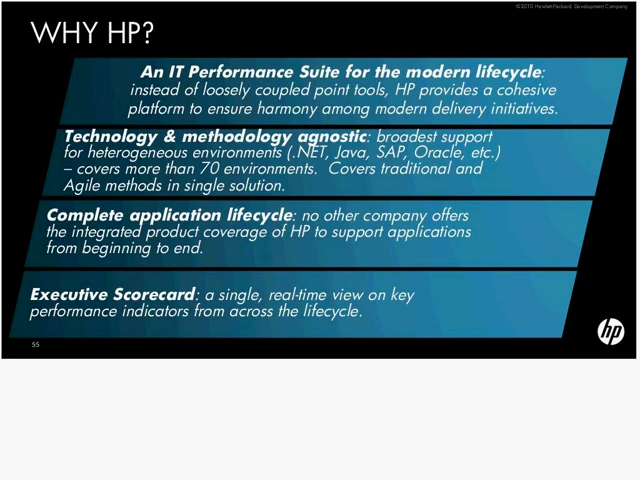 ©2010 Hewlett-Packard Development Company
WHY HP?
An IT Performance Suite for the modern lifecycle:
instead of loosely coupled point tools, HP provides a cohesive
platform to ensure harmony among modern delivery initiatives.
Technology & methodology agnostic: broadest support
for heterogeneous environments (.NET, Java, SAP, Oracle, etc.)
– covers more than 70 environments. Covers traditional and
Agile methods in single solution.
Complete application lifecycle: no other company offers
the integrated product coverage of HP to support applications
from beginning to end.
Executive Scorecard: a single, real-time view on key
performance indicators from across the lifecycle.
hp
55